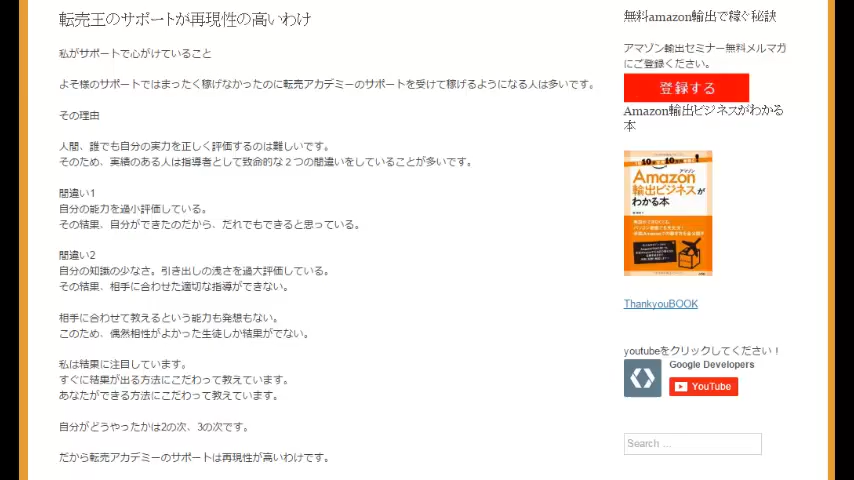 転売王のサポートが再現性の高いわけ
私がサポートで心がけていること
よそ様のサポートではまったく稼げなかったのに転売アカデミーのサポートを受けて稼げるようになる人は多いです。
その理由
人間、誰でも自分の実力を正しく評価するのは難しいです。
そのため、実績のある人は指導者として致命的な２つの間違いをしていることが多いです。
間違い1
自分の能力を過小評価している。
その結果、自分ができたのだから、だれでもできると思っている。
間違い2
自分の知識の少なさ。引き出しの浅さを過大評価している。
その結果、相手に合わせた適切な指導ができない。
相手に合わせて教えるという能力も発想もない。
このため、偶然相性がよかった生徒しか結果がでない。
私は結果に注目しています。
すぐに結果が出る方法にこだわって教えています。
あなたができる方法にこだわって教えています。
自分がどうやったかは2の次、3の次です。
だから転売アカデミーのサポートは再現性が高いわけです。
無料amazon輸出で稼ぐ秘訣
アマゾン輸出セミナー無料メルマガ
にご登録ください。
登録する
Amazon輸出ビジネスがわかる
本
アマゾン
Amazon
輸出ビジネスが
わかる本
ThankyouBOOK
youtubeをクリックしてください！
Google Developers
YouTube
Search …